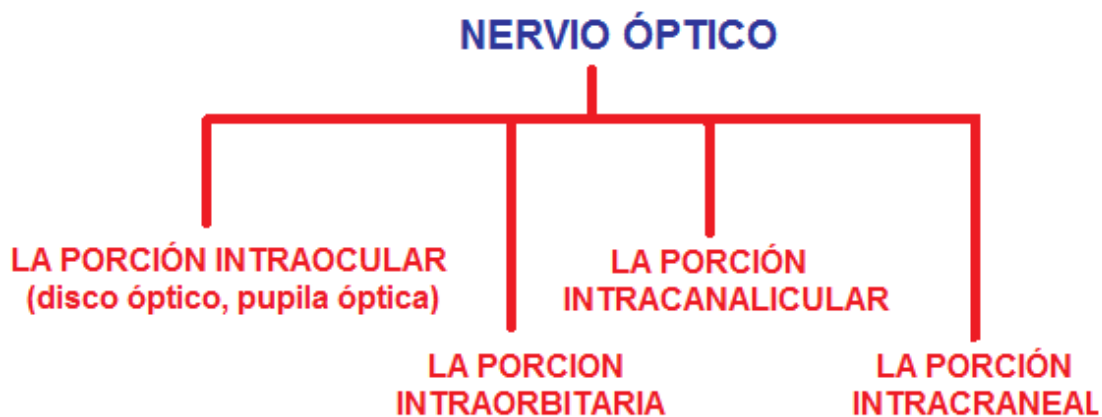 NERVIO ÓPTICO
LA PORCIÓN INTRAOCULAR
(disco óptico, pupila óptica)
LA PORCION
INTRAORBITARIA
LA PORCIÓN
INTRACANALICULAR
LA PORCIÓN
INTRACRANEAL